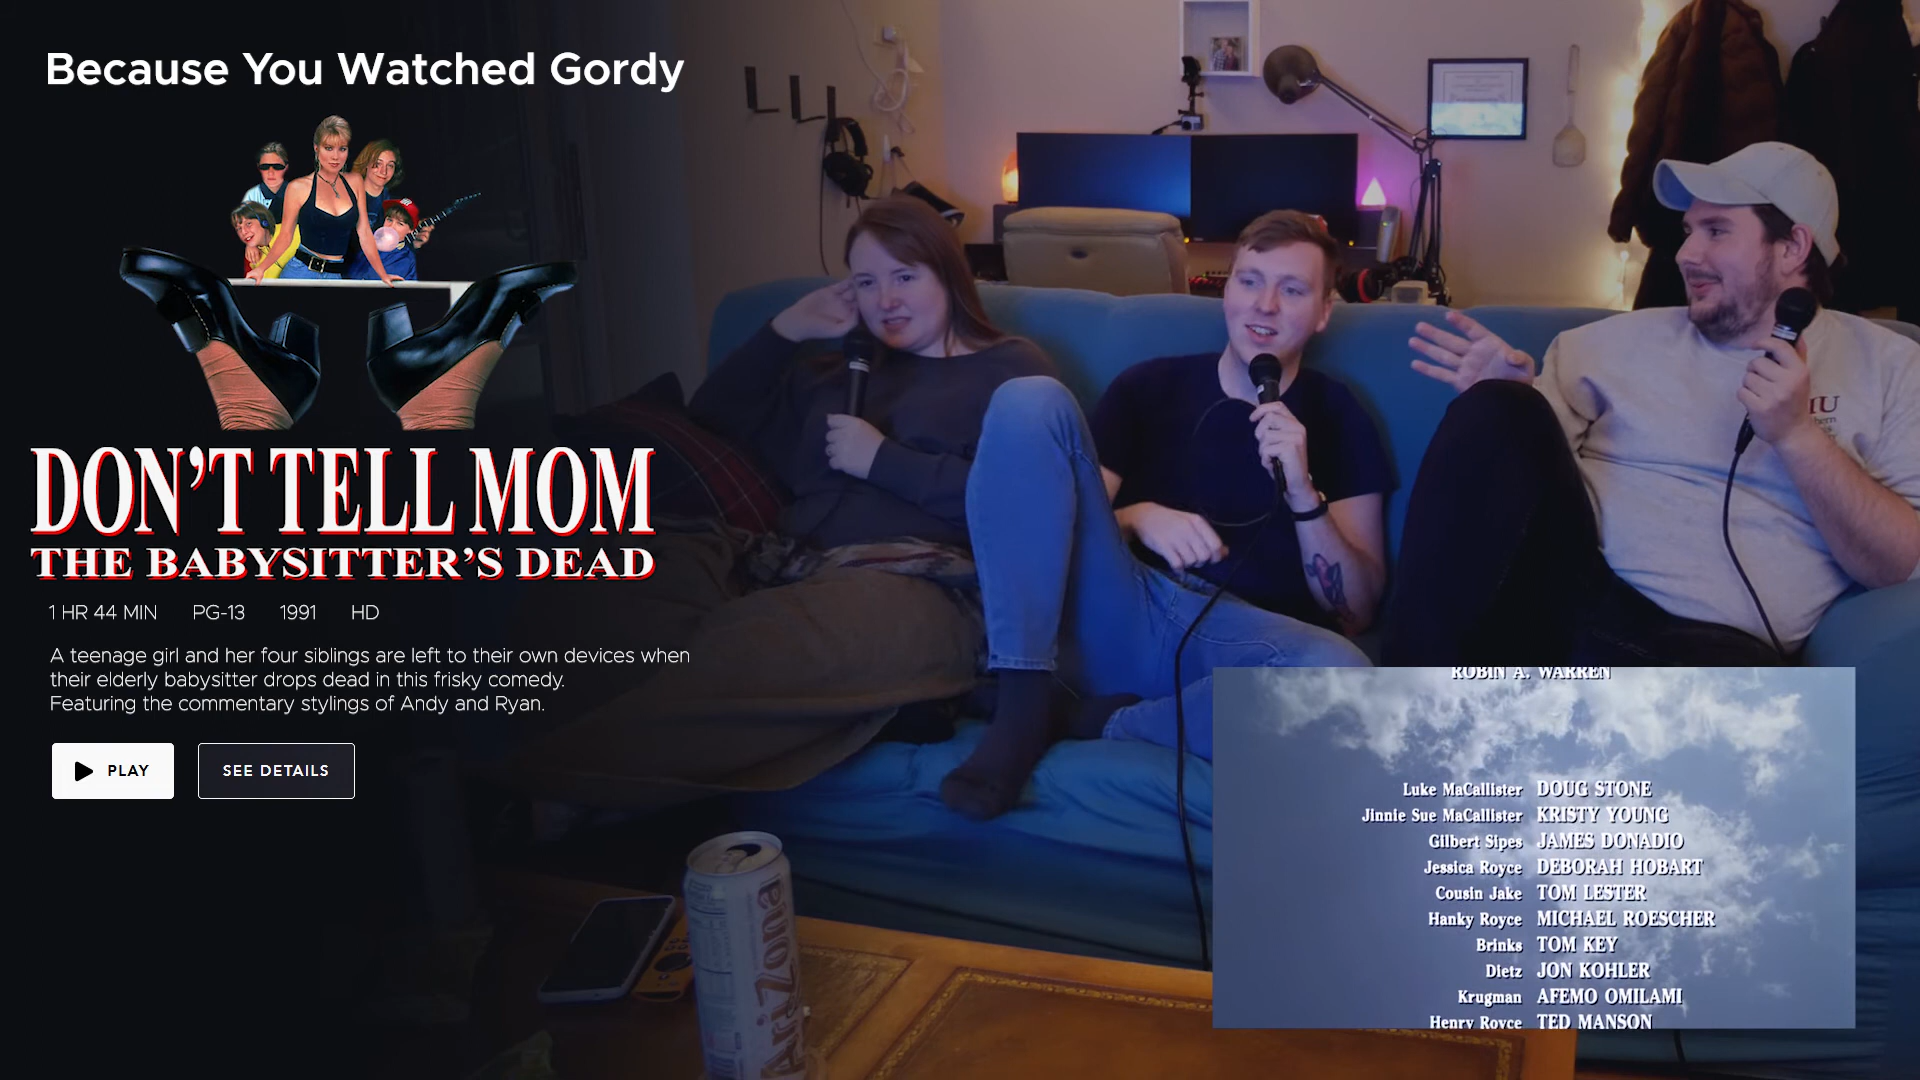 Because You Watched Gordy
DON'T TELL MOM
THE BABYSITTER'S DEAD
1 HR 44 MIN PG-13 1991 HD
A teenage girl and her four siblings are left to their own devices when
their elderly babysitter drops dead in this frisky comedy.
Featuring the commentary stylings of Andy and Ryan.
PLAY SEE DETAILS
ROBIN A. WARREN
Luke MaCallister DOUG STONE
Jinnie Sue MaCallister KRISTY YOUNG
Gilbert Sipes JAMES DONADIO
Jessica Royce DEBORAH HOBART
Cousin Jake TOM LESTER
Hanky Royce MICHAEL ROESCHER
Brinks TOM KEY
Dietz JON KOHLER
Krugman AFEMO OMILAMI
Henry Royce TED MANSON
ArizonA